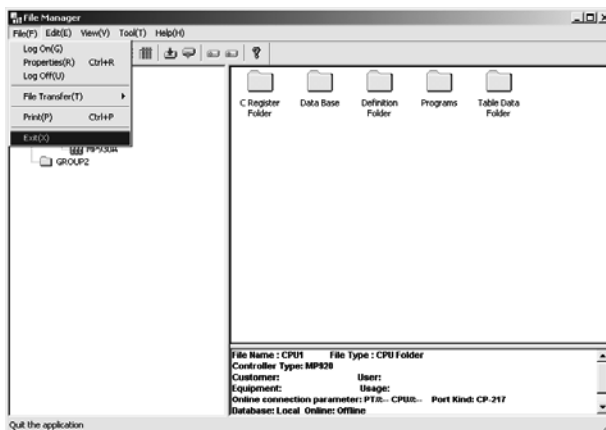 File Manager
File(F) Edit(E) View(V) Tool(T) Help(H)
Log On(G)
Properties(R) Ctrl+R
Log Off(U)
File Transfer(T)
Print(P) Ctrl+P
Exit(X)
MP930A
GROUP2
C Register Folder
Data Base
Definition Folder
Programs
Table Data Folder
File Name : CPU1 File Type : CPU Folder
Controller Type: MP920
Customer: User:
Equipment: Usage:
Online connection parameter: PT#:-- CPU#:-- Port Kind: CP-217
Database: Local Online: Offline
Quit the application